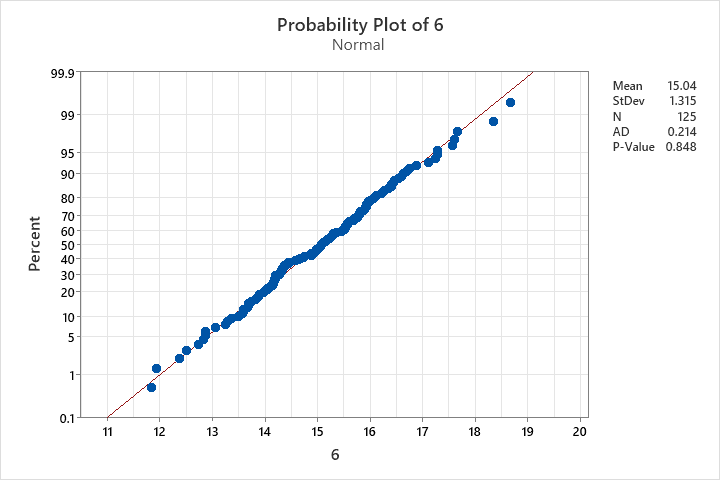 Probability Plot of 6
Normal
99.9
99
95
90
80
70
60
50
40
30
20
10
5
1
0.1
Percent
11 12 13 14 15 16 17 18 19 20
6
Mean 15.04
StDev 1.315
N 125
AD 0.214
P-Value 0.848